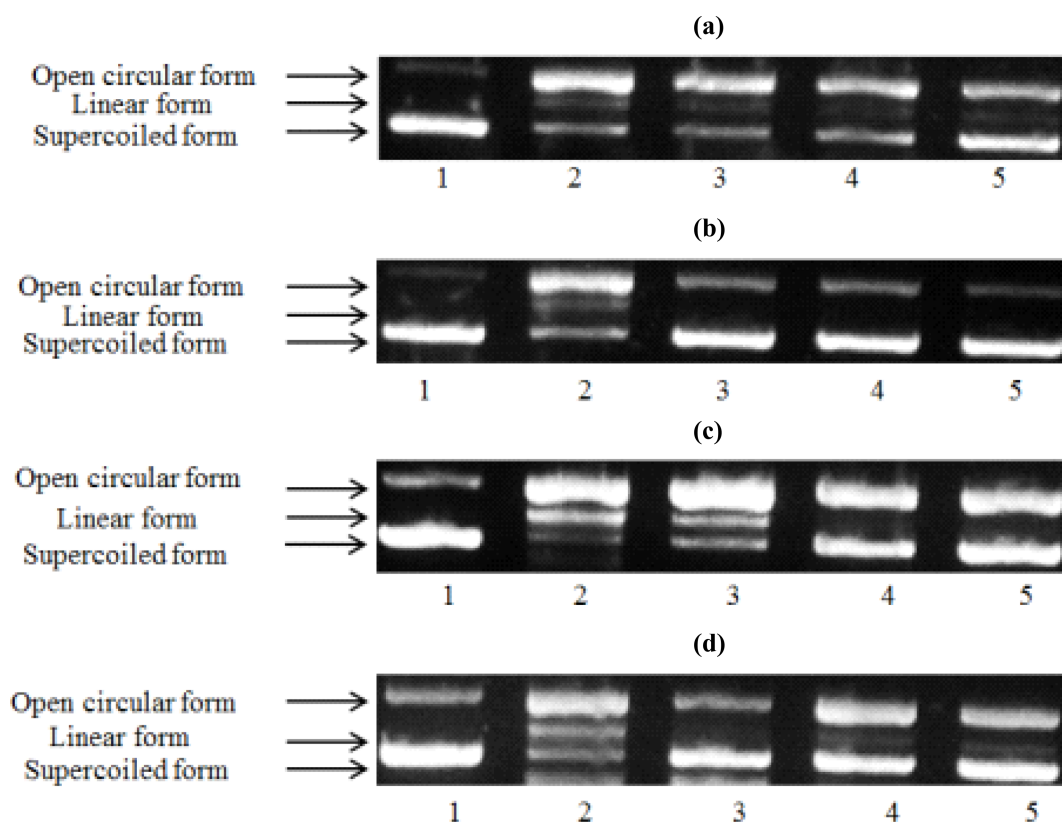 (a)
Open circular form
Linear form
Supercoiled form
1 2 3 4 5
(b)
Open circular form
Linear form
Supercoiled form
1 2 3 4 5
(c)
Open circular form
Linear form
Supercoiled form
1 2 3 4 5
(d)
Open circular form
Linear form
Supercoiled form
1 2 3 4 5